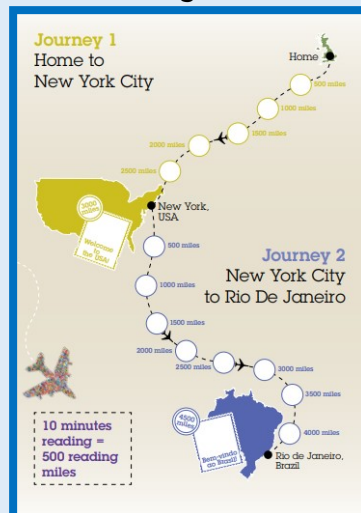 Journey 1
Home to
New York City
Home
500 miles
1000 miles
1500 miles
2000 miles
2500 miles
3000
miles
Welcome
to
the USA!
New York,
USA
Journey 2
New York City
to Rio De Janeiro
500 miles
1000 miles
1500 miles
2000 miles
2500 miles
3000 miles
3500
miles
4000 miles
4500
miles
Bem-vindo
ao Brasil!
Rio de Janeiro,
Brazil
10 minutes
reading =
500 reading
miles